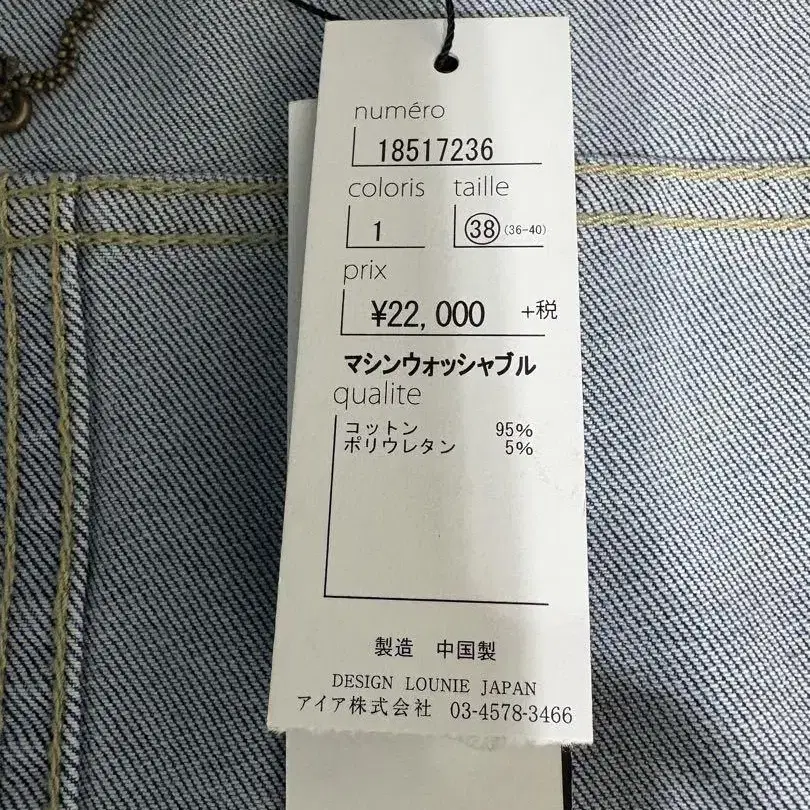 numéro
18517236
coloris taille
1 38 (36-40)
prix
¥22,000 +税
マシンウォッシャブル
qualite
コットン 95%
ポリウレタン 5%
製造 中国製
DESIGN LOUNIE JAPAN
アイア株式会社 03-4578-3466